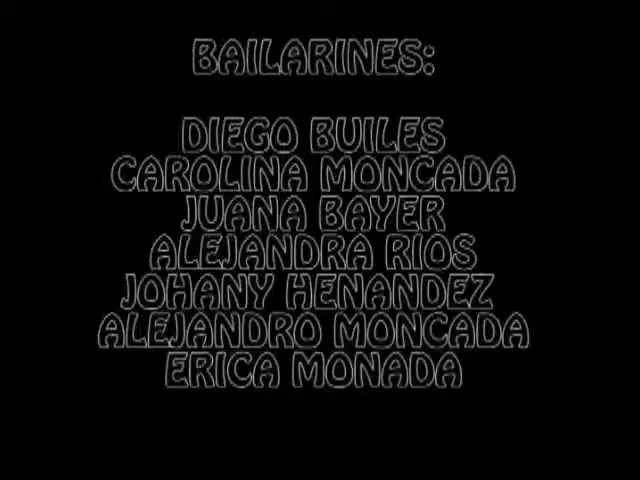 BAILARINES:
DIEGO BUILES
CAROLINA MONCADA
JUANA BAYER
ALEJANDRA RIOS
JOHANY HENANDEZ
ALEJANDRO MONCADA
ERICA MONADA